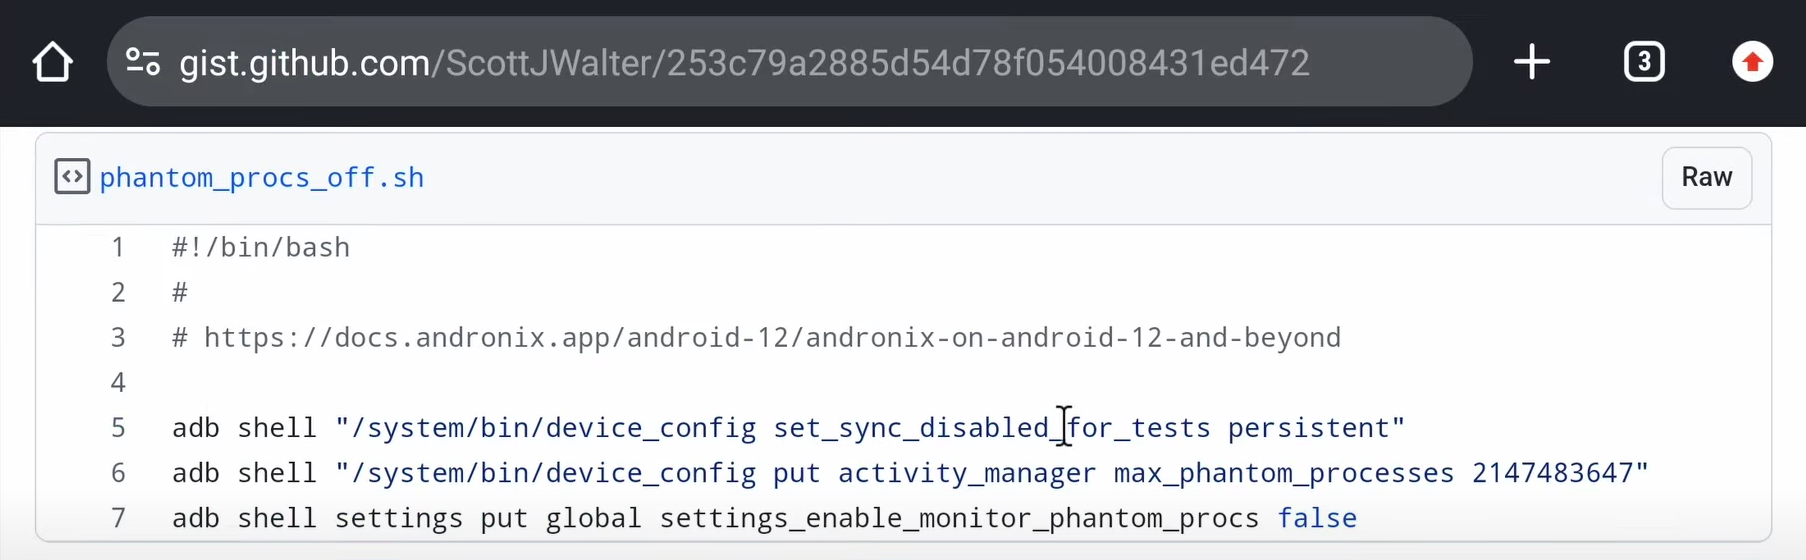 gist.github.com/ScottJWalter/253c79a2885d54d78f054008431ed472
3
phantom_procs_off.sh
Raw
1 #!/bin/bash
2 #
3 # https://docs.andronix.app/android-12/andronix-on-android-12-and-beyond
4
5 adb shell "/system/bin/device_config set_sync_disabled_for_tests persistent"
6 adb shell "/system/bin/device_config put activity_manager max_phantom_processes 2147483647"
7 adb shell settings put global settings_enable_monitor_phantom_procs false